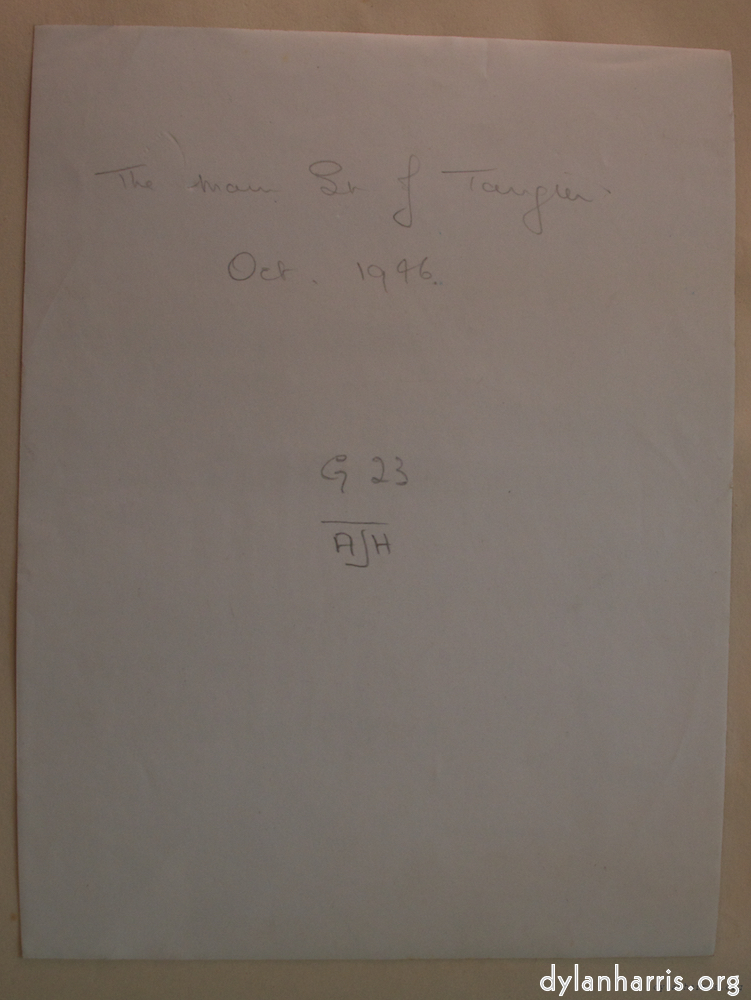 The main St of Tangier.
Oct. 1946.
G 23
AJH
dylanharris.org